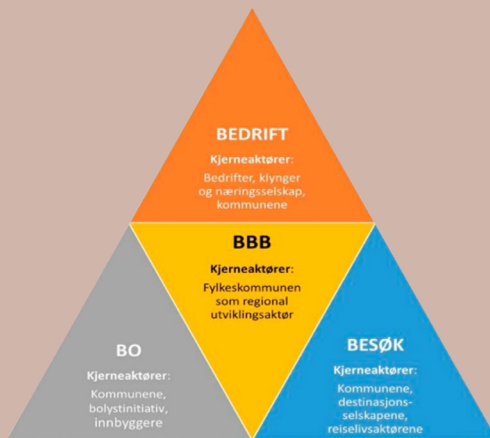 BEDRIFT
Kjerneaktører:
Bedrifter, klynger
og næringsselskap,
kommunene
BBB
Kjerneaktører:
Fylkeskommunen
som regional
utviklingsaktør
BO
Kjerneaktører:
Kommunene,
bolystinitiativ,
innbyggere
BESØK
Kjerneaktører:
Kommunene,
destinasjons-
selskapene,
reiselivsaktørene